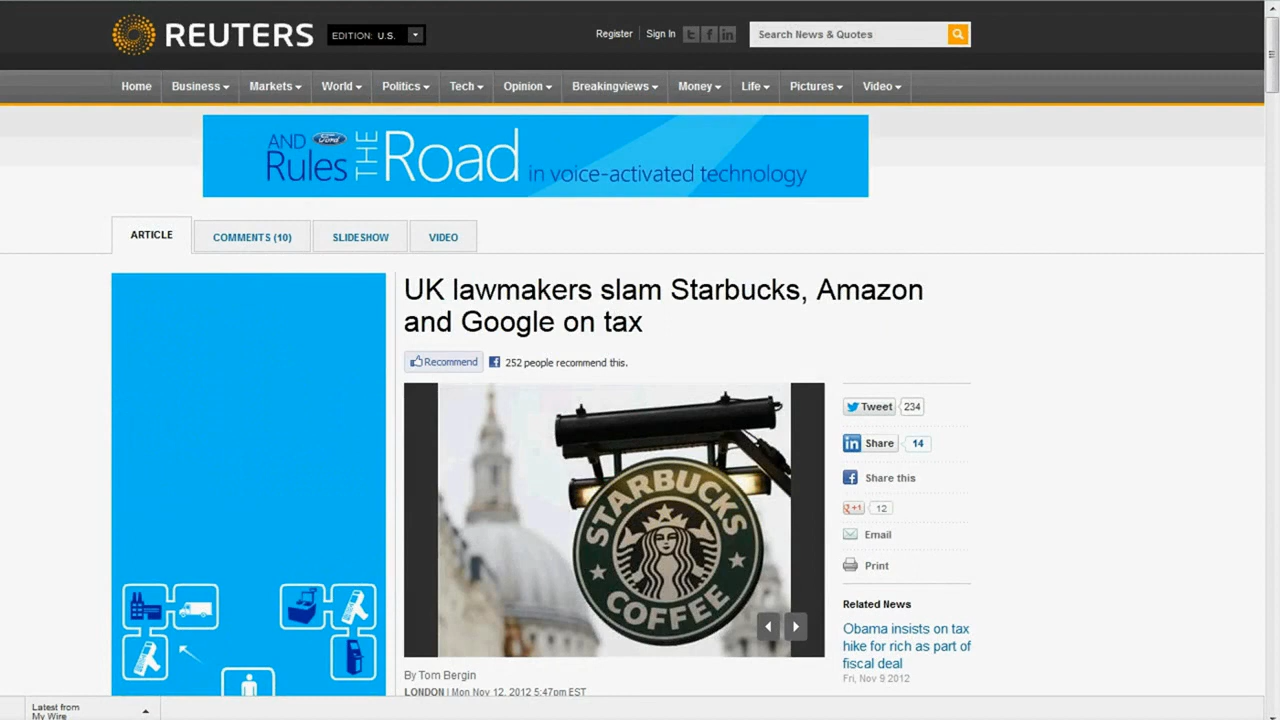 REUTERS
EDITION: U.S.
Register
Sign In
Search News & Quotes
Home
Business
Markets
World
Politics
Tech
Opinion
Breakingviews
Money
Life
Pictures
Video
AND
Ford
Rules THE Road in voice-activated technology
ARTICLE
COMMENTS (10)
SLIDESHOW
VIDEO
UK lawmakers slam Starbucks, Amazon
and Google on tax
Recommend
252 people recommend this.
STARBUCKS
COFFEE
Tweet 234
in Share 14
Share this
+1 12
Email
Print
Related News
Obama insists on tax
hike for rich as part of
fiscal deal
Fri, Nov 9 2012
By Tom Bergin
LONDON | Mon Nov 12, 2012 5:47pm EST
Latest from
My Wire